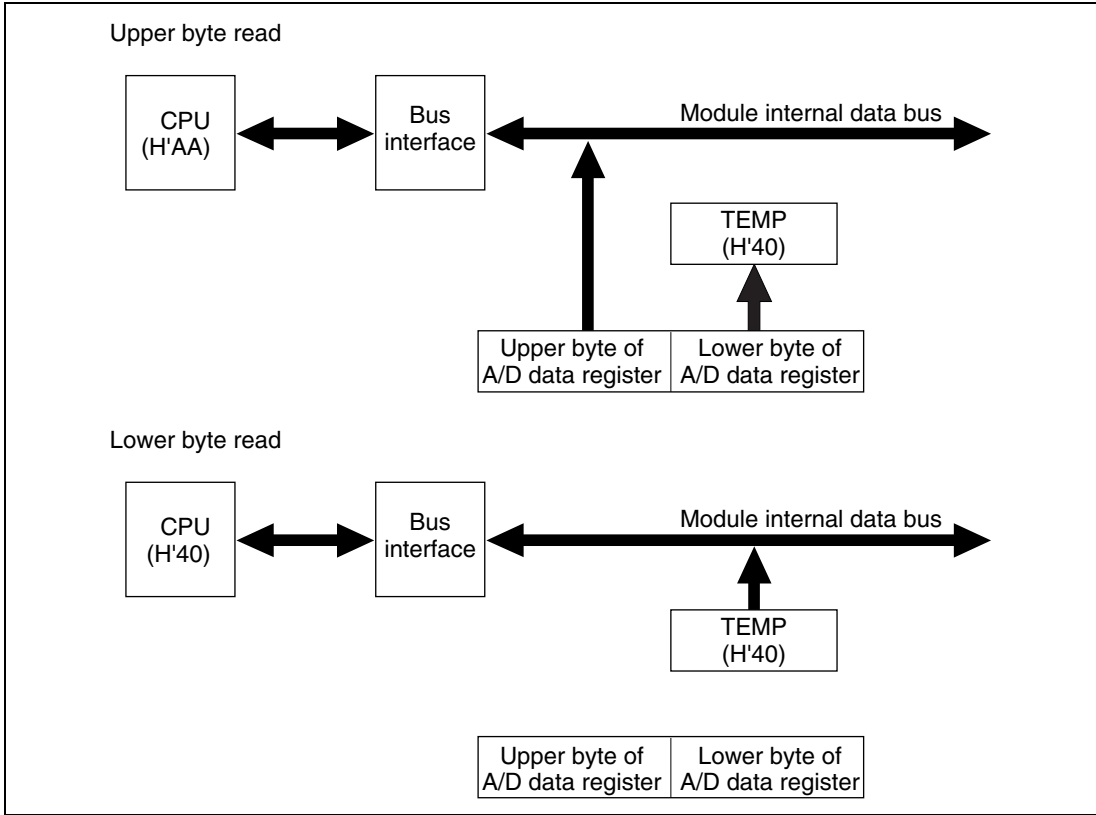 Upper byte read
CPU
(H'AA)
Bus
interface
Module internal data bus
TEMP
(H'40)
Upper byte of
A/D data register
Lower byte of
A/D data register
Lower byte read
CPU
(H'40)
Bus
interface
Module internal data bus
TEMP
(H'40)
Upper byte of
A/D data register
Lower byte of
A/D data register